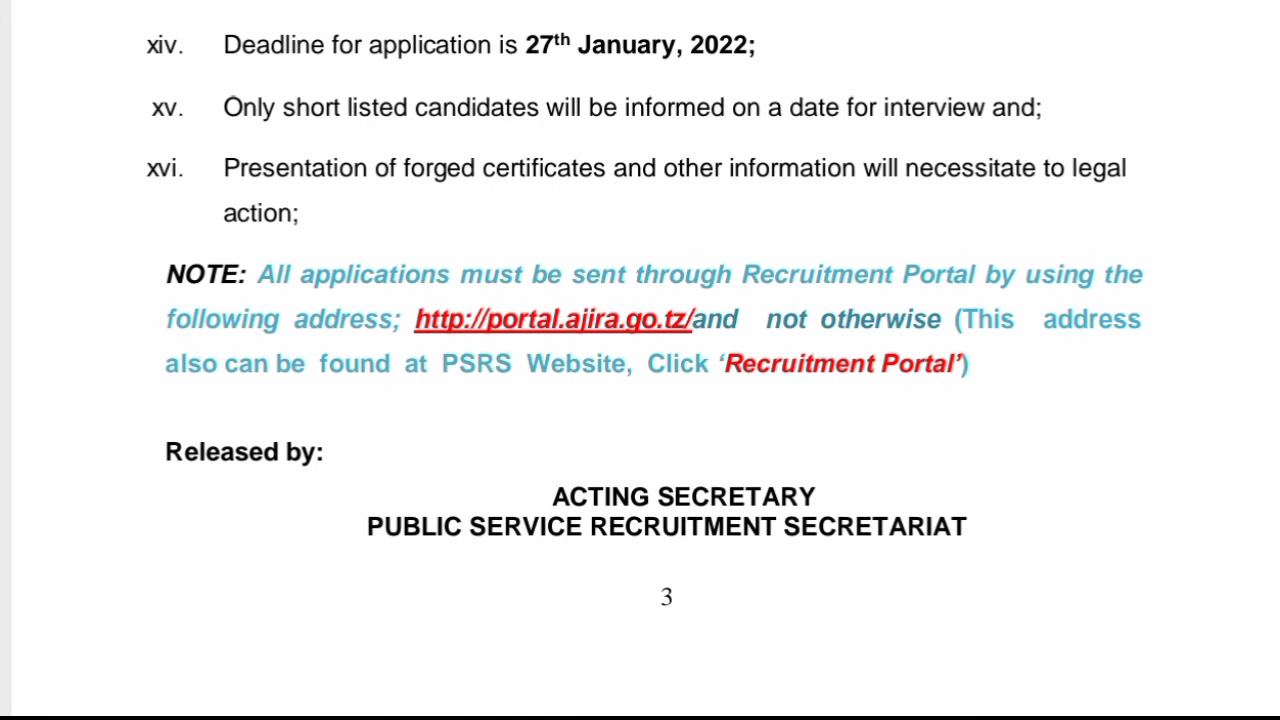 xiv. Deadline for application is 27th January, 2022;
xv. Only short listed candidates will be informed on a date for interview and;
xvi. Presentation of forged certificates and other information will necessitate to legal
action;
NOTE: All applications must be sent through Recruitment Portal by using the
following address; http://portal.ajira.go.tz/and not otherwise (This address
also can be found at PSRS Website, Click ‘Recruitment Portal’)
Released by:
ACTING SECRETARY
PUBLIC SERVICE RECRUITMENT SECRETARIAT
3